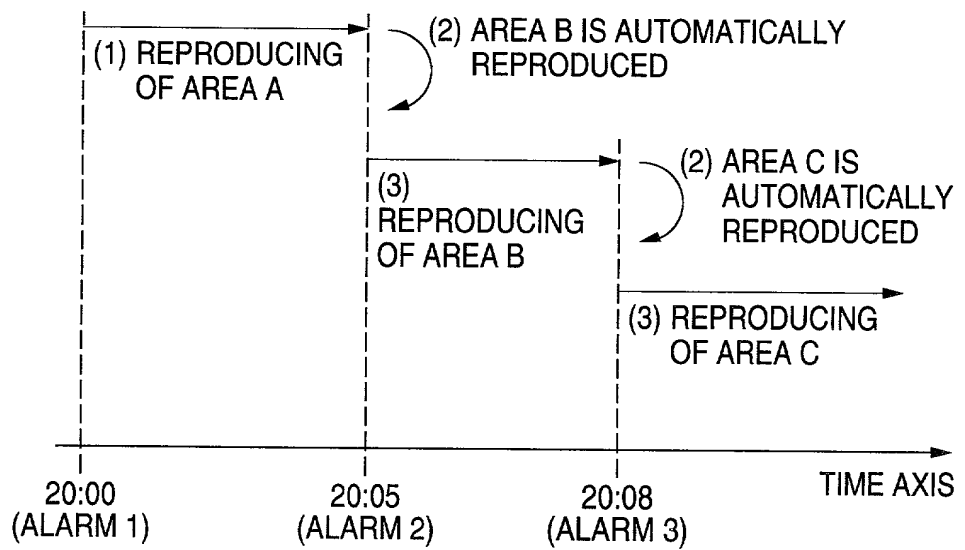 (1) REPRODUCING
OF AREA A
(2) AREA B IS AUTOMATICALLY
REPRODUCED
(3)
REPRODUCING
OF AREA B
(2) AREA C IS
AUTOMATICALLY
REPRODUCED
(3) REPRODUCING
OF AREA C
TIME AXIS
20:00
(ALARM 1)
20:05
(ALARM 2)
20:08
(ALARM 3)